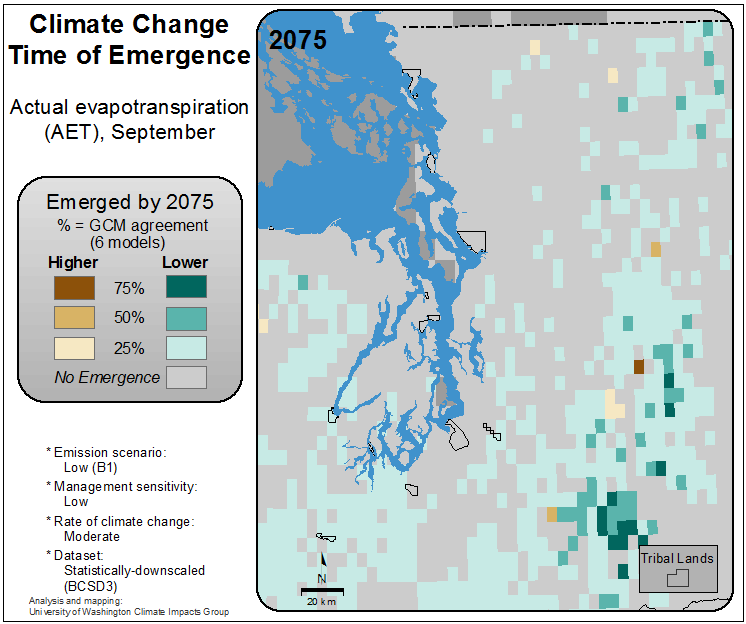 Climate Change
Time of Emergence
Actual evapotranspiration
(AET), September
Emerged by 2075
% = GCM agreement
(6 models)
Higher Lower
75%
50%
25%
No Emergence
* Emission scenario:
Low (B1)
* Management sensitivity:
Low
* Rate of climate change:
Moderate
* Dataset:
Statistically-downscaled
(BCSD3)
Analysis and mapping:
University of Washington Climate Impacts Group
2075
N
20 km
Tribal Lands